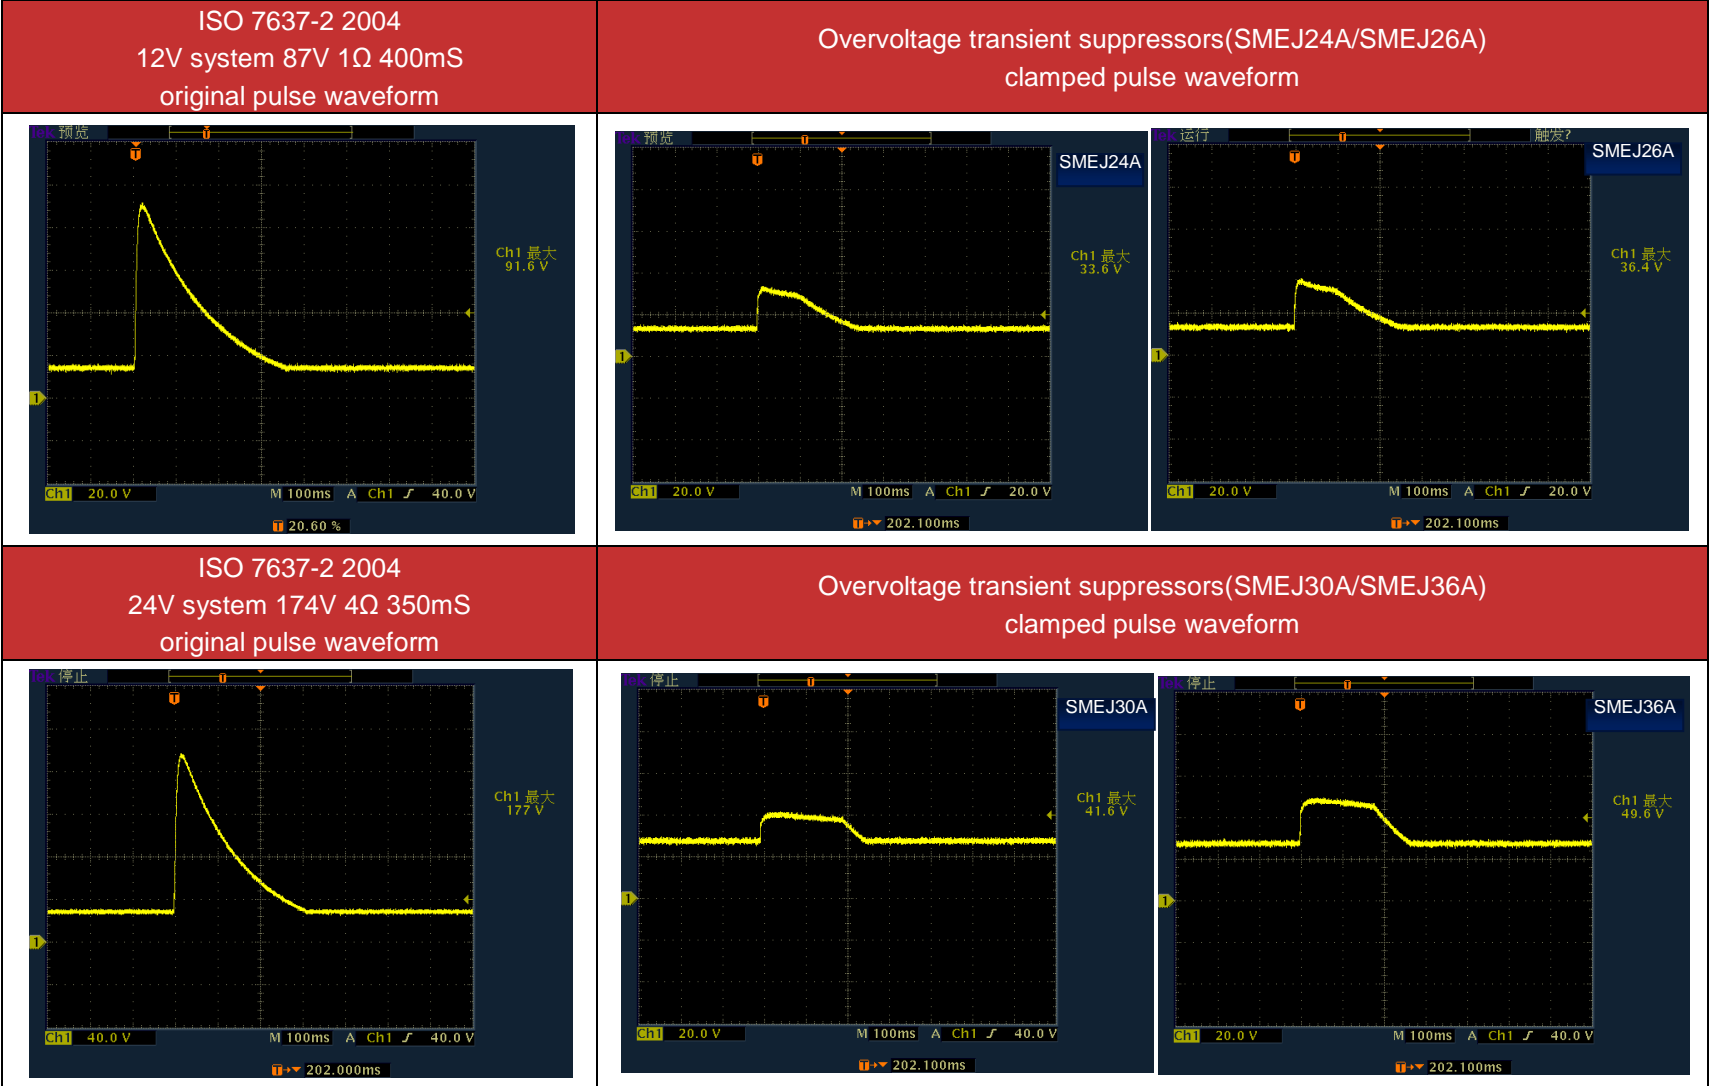 ISO 7637-2 2004
12V system 87V 1Ω 400mS
original pulse waveform
Overvoltage transient suppressors(SMEJ24A/SMEJ26A)
clamped pulse waveform
预览
T
T
Ch1 最大
91.6 V
1
Ch1 20.0 V M 100ms A Ch1 40.0 V
T 20.60 %
预览
T
T
SMEJ24A
Ch1 最大
33.6 V
1
Ch1 20.0 V M 100ms A Ch1 20.0 V
T 202.100ms
运行 触发?
T
T
SMEJ26A
Ch1 最大
36.4 V
1
Ch1 20.0 V M 100ms A Ch1 20.0 V
T 202.100ms
ISO 7637-2 2004
24V system 174V 4Ω 350mS
original pulse waveform
Overvoltage transient suppressors(SMEJ30A/SMEJ36A)
clamped pulse waveform
停止
T
T
Ch1 最大
177 V
1
Ch1 40.0 V M 100ms A Ch1 40.0 V
T 202.000ms
停止
T
T
SMEJ30A
Ch1 最大
41.6 V
1
Ch1 20.0 V M 100ms A Ch1 40.0 V
T 202.100ms
停止
T
T
SMEJ36A
Ch1 最大
49.6 V
1
Ch1 20.0 V M 100ms A Ch1 40.0 V
T 202.100ms